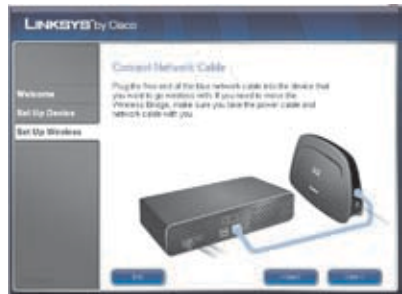 LINKSYS by Cisco
Connect Network Cable
Plug the free end of the blue network cable into the device that
you want to go wireless with. If you need to move the
Wireless Bridge, make sure you take the power cable and
network cable with you.
Welcome
Set Up Device
Set Up Wireless